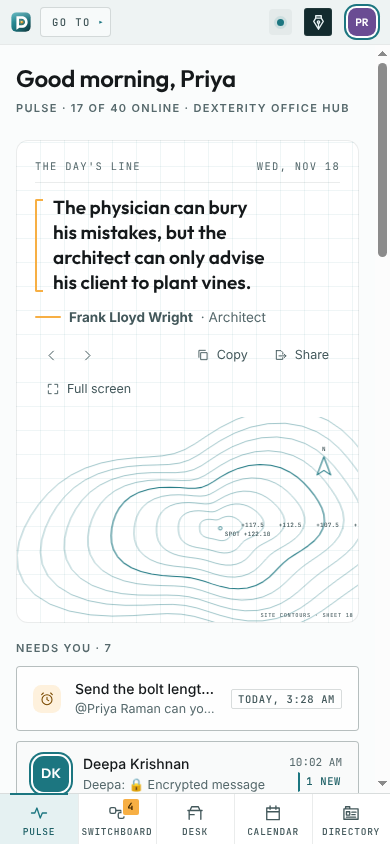 D GO TO ▸ PR
Good morning, Priya
PULSE · 17 OF 40 ONLINE · DEXTERITY OFFICE HUB
THE DAY'S LINE WED, NOV 18
The physician can bury
his mistakes, but the
architect can only advise
his client to plant vines.
Frank Lloyd Wright · Architect
Copy Share
Full screen
N
+117.5 +112.5 +107.5
SPOT +122.10
SITE CONTOURS · SHEET 18
NEEDS YOU · 7
Send the bolt lengt...
@Priya Raman can yo...
TODAY, 3:28 AM
DK Deepa Krishnan 10:02 AM
Deepa: 🔒 Encrypted message 1 NEW
4
PULSE SWITCHBOARD DESK CALENDAR DIRECTORY